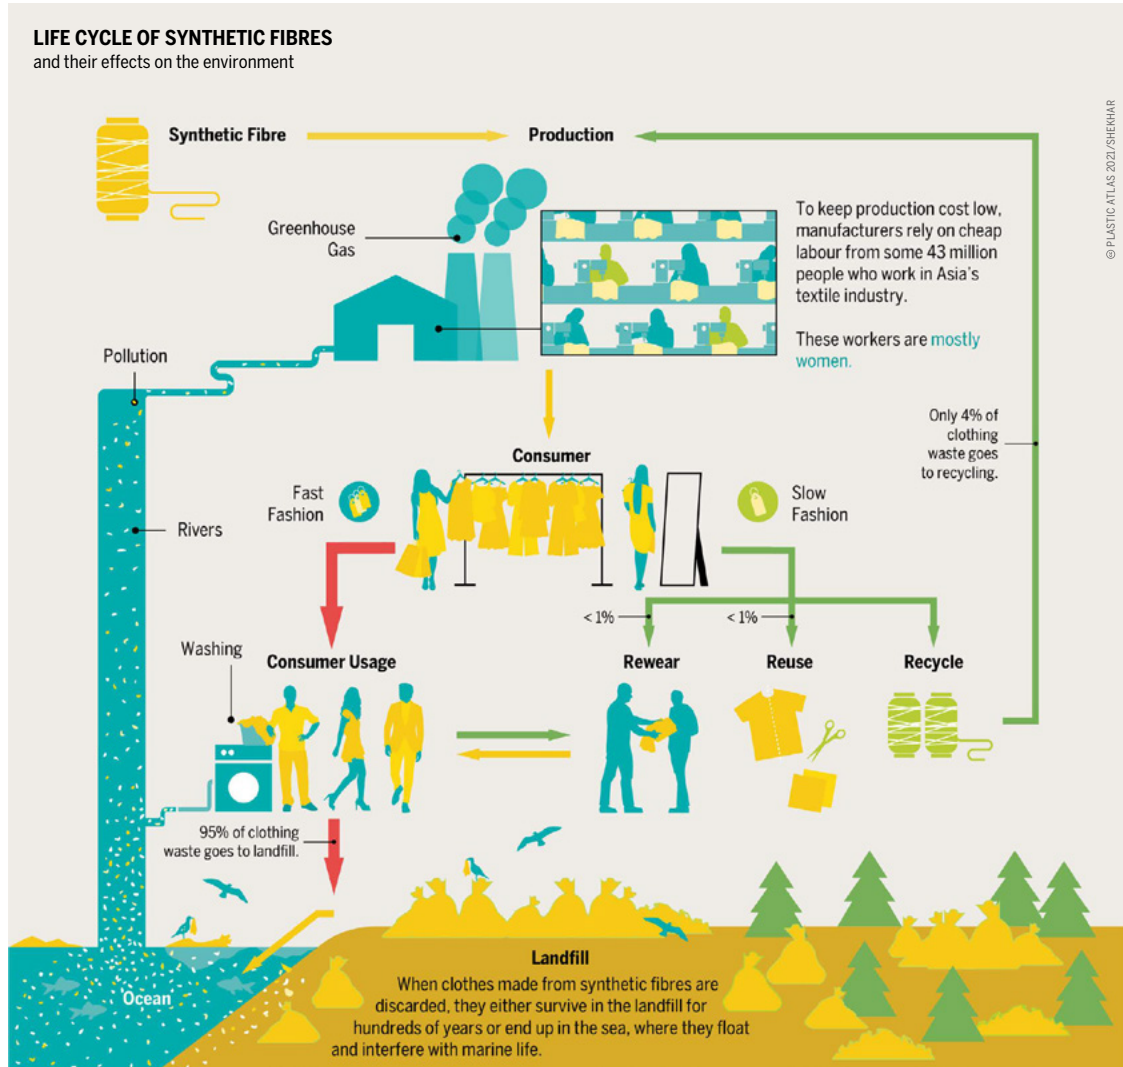 LIFE CYCLE OF SYNTHETIC FIBRES
and their effects on the environment
© PLASTIC ATLAS 2021/SHEKHAR
Synthetic Fibre
Production
Greenhouse
Gas
To keep production cost low,
manufacturers rely on cheap
labour from some 43 million
people who work in Asia's
textile industry.
These workers are mostly
women.
Pollution
Only 4% of
clothing
waste goes
to recycling.
Consumer
Fast
Fashion
Slow
Fashion
Rivers
< 1%
< 1%
Washing
Consumer Usage
Rewear
Reuse
Recycle
95% of clothing
waste goes to landfill.
Landfill
When clothes made from synthetic fibres are
discarded, they either survive in the landfill for
hundreds of years or end up in the sea, where they float
and interfere with marine life.
Ocean